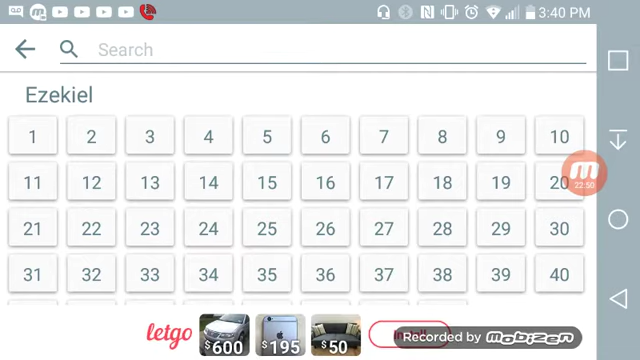 3:40 PM
Search
Ezekiel
1 2 3 4 5 6 7 8 9 10
11 12 13 14 15 16 17 18 19 20
22:50
21 22 23 24 25 26 27 28 29 30
31 32 33 34 35 36 37 38 39 40
letgo $600 $195 $50
Recorded by mobizen